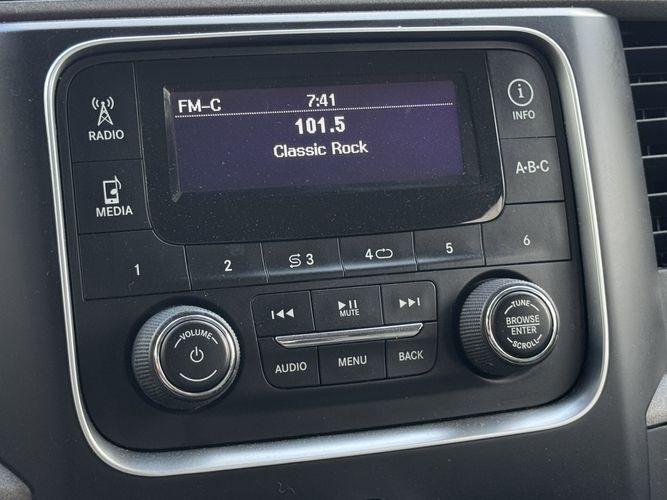 FM-C 7:41
101.5
Classic Rock
RADIO
MEDIA
INFO
A•B•C
1 2 3 4 5 6
VOLUME
MUTE
AUDIO MENU BACK
TUNE
BROWSE
ENTER
SCROLL